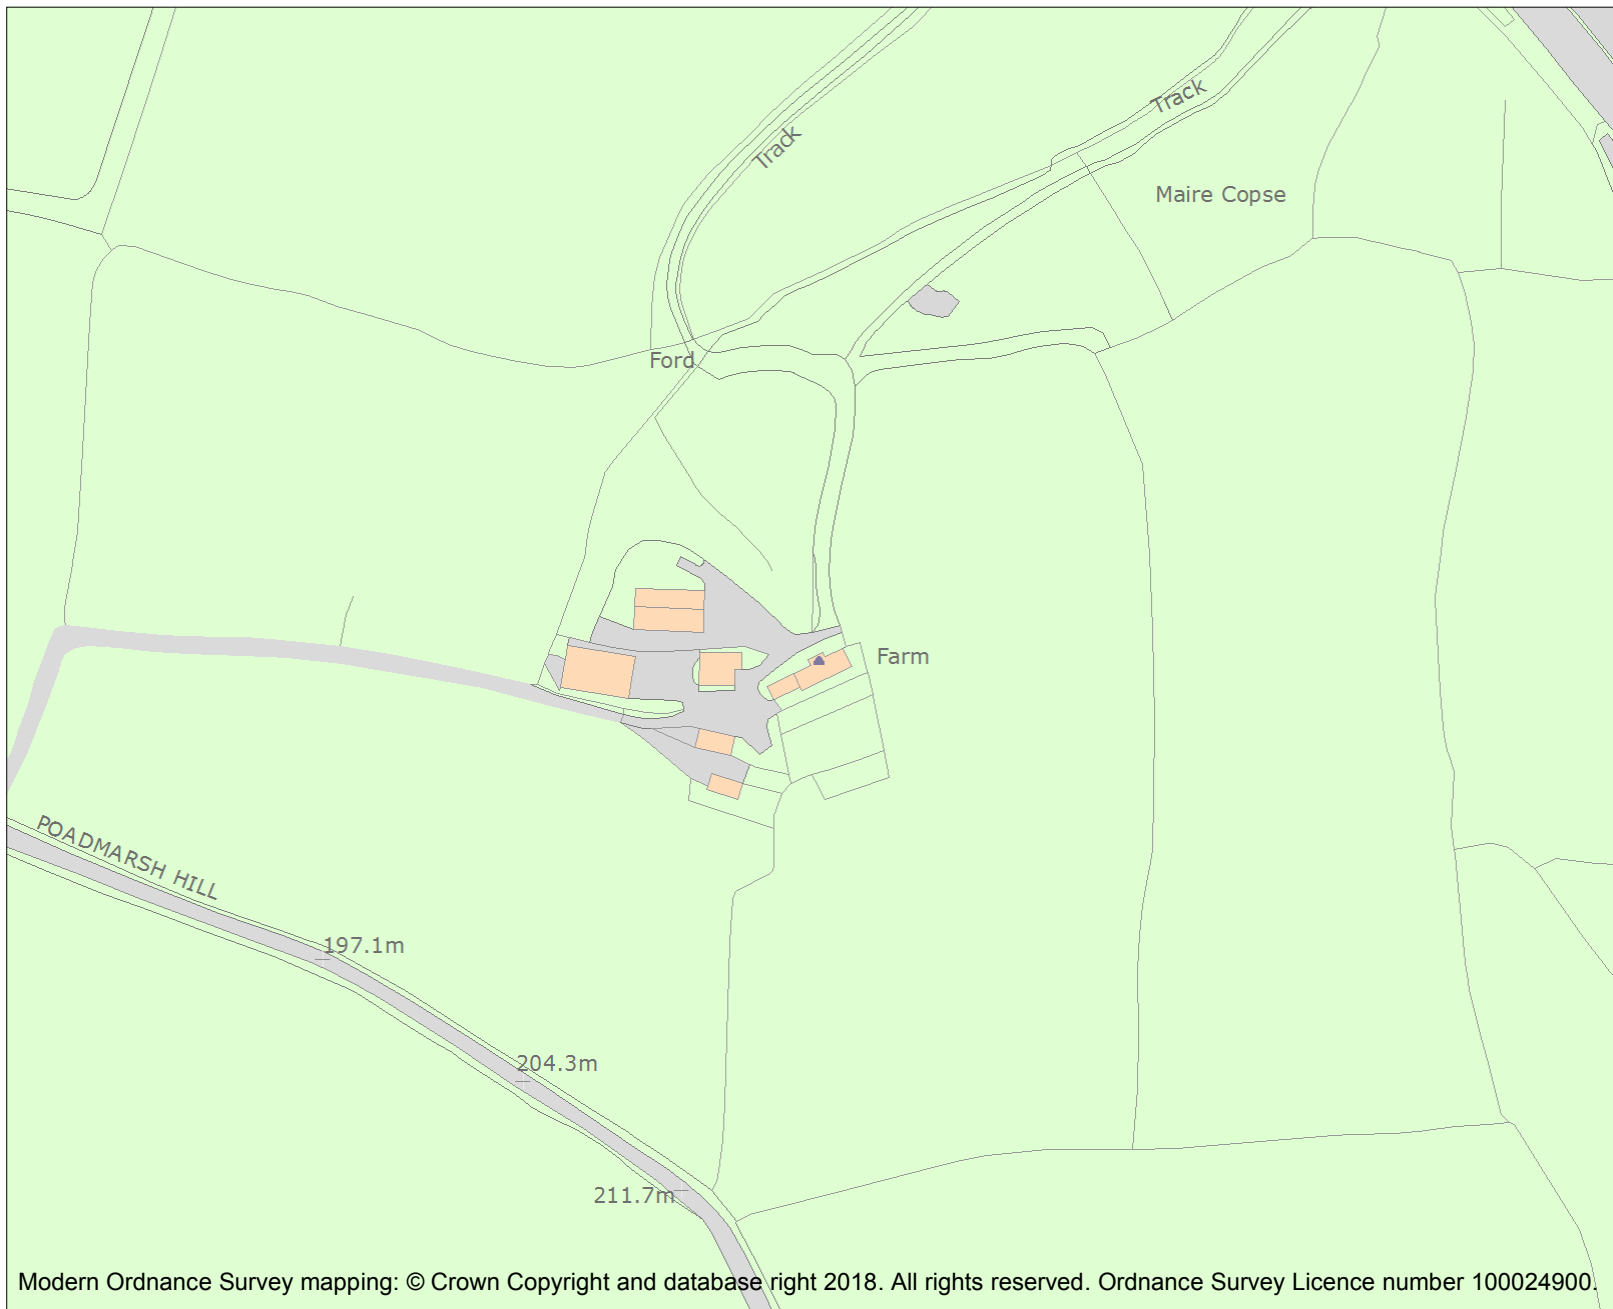 Track
Track
Maire Copse
Ford
Farm
POADMARSH HILL
197.1m
204.3m
211.7m
Modern Ordnance Survey mapping: © Crown Copyright and database right 2018. All rights reserved. Ordnance Survey Licence number 100024900.